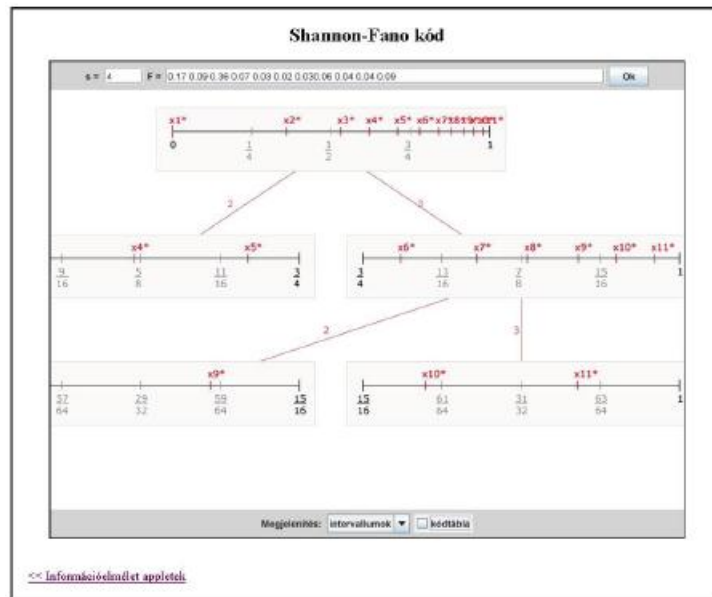 Shannon-Fano kód
s = 4 F = 0.17 0.09 0.36 0.07 0.03 0.02 0.030.06 0.04 0.04 0.09 Ok
x1* x2* x3* x4* x5* x6* x7*
0 1/4 1/2 3/4 1
2 3
x4* x5*
9/16 5/8 11/16 3/4
x6* x7* x8* x9* x10* x11*
3/4 11/16 7/8 15/16 1
2 3
x9*
57/64 29/32 59/64 15/16
x10* x11*
15/16 61/64 31/32 63/64 1
Megjelenítés: intervallumok kódtábla
<< Információelmélet appletek